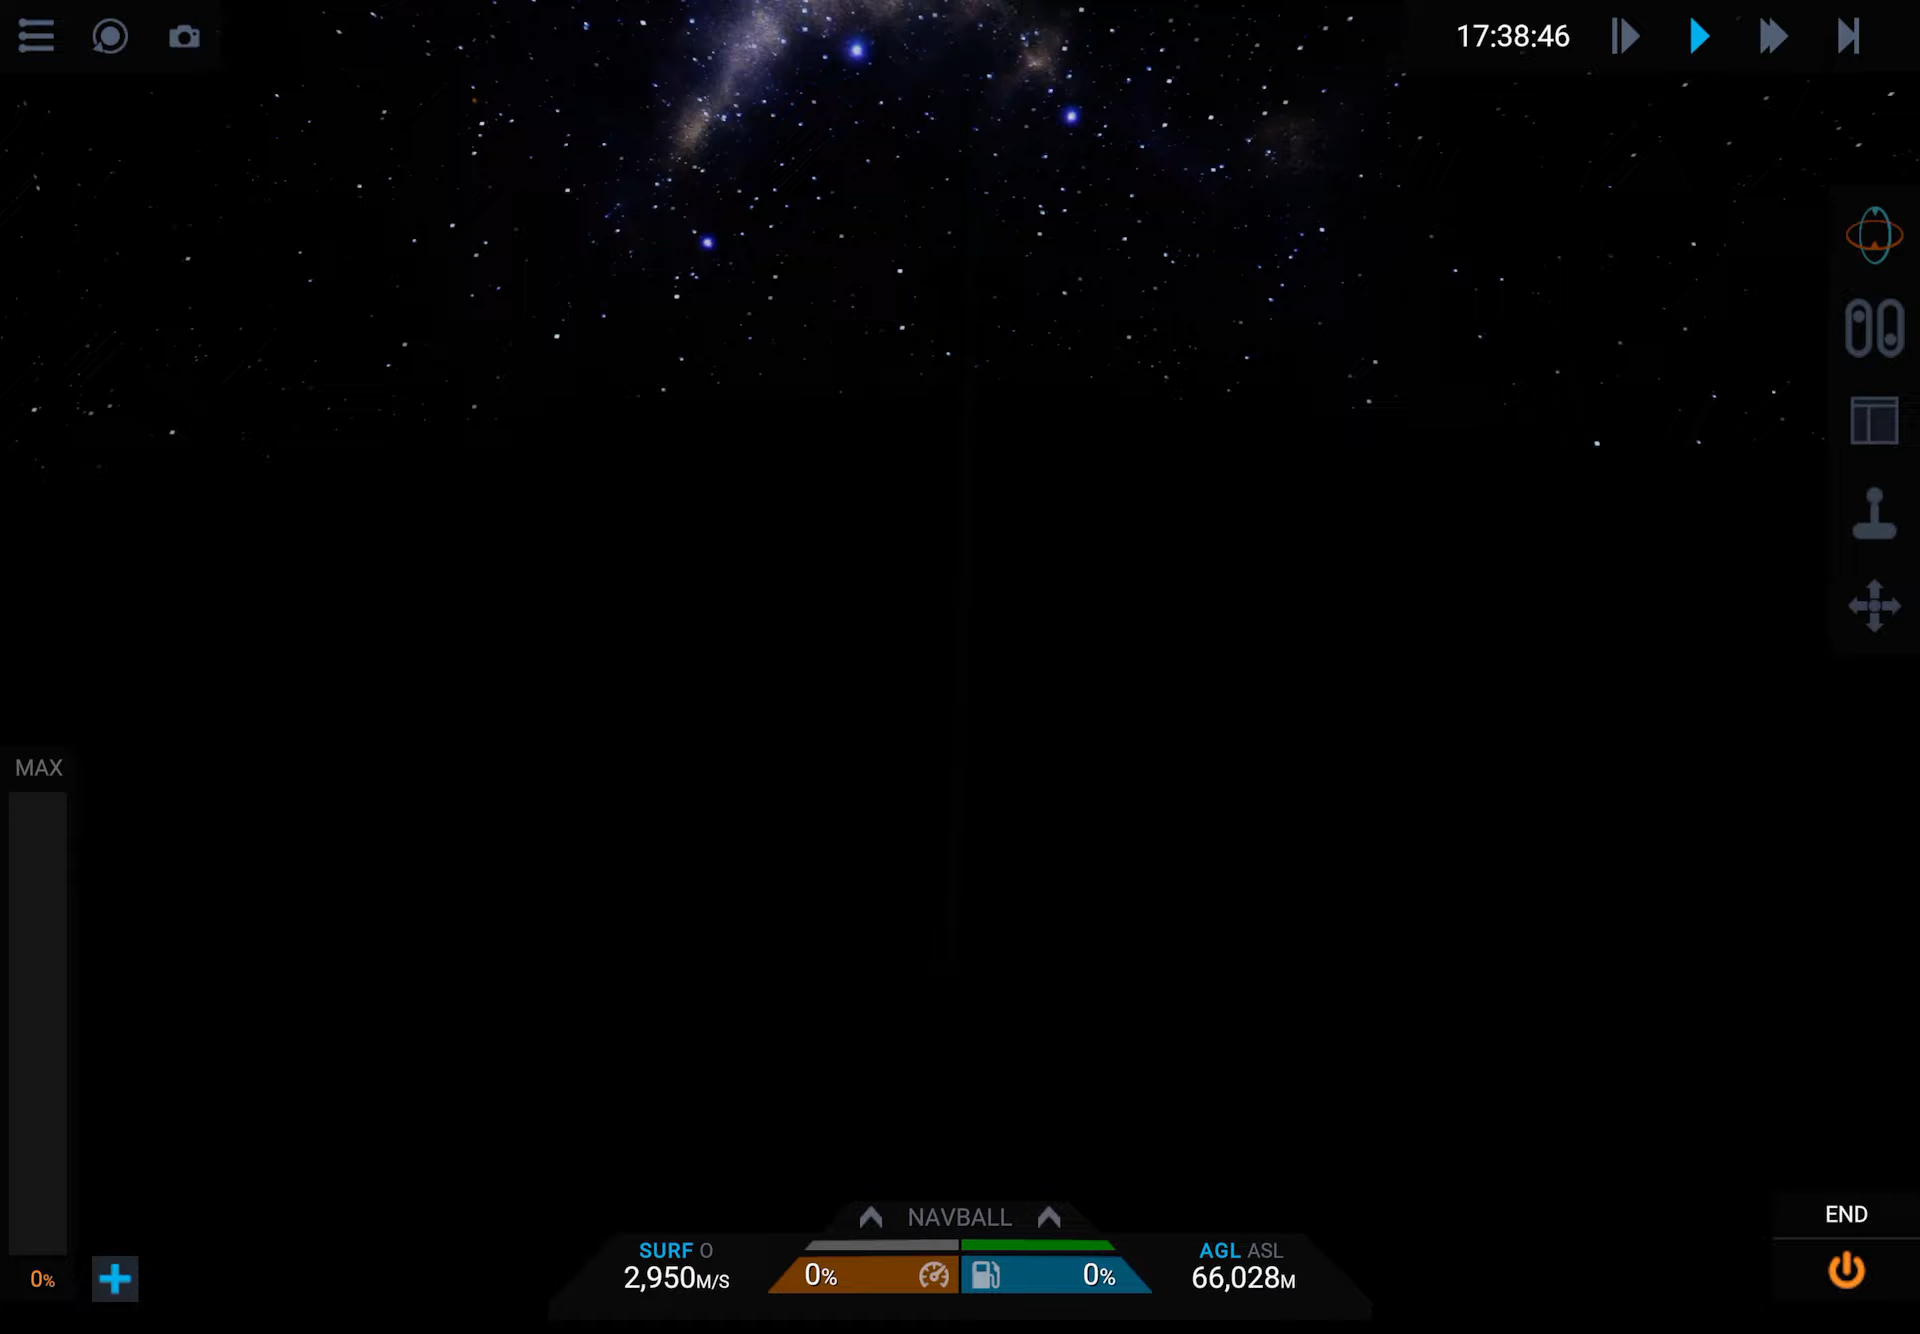 17:38:46
MAX
0%
NAVBALL
SURF O
2,950M/S
0%
0%
AGL ASL
66,028M
END